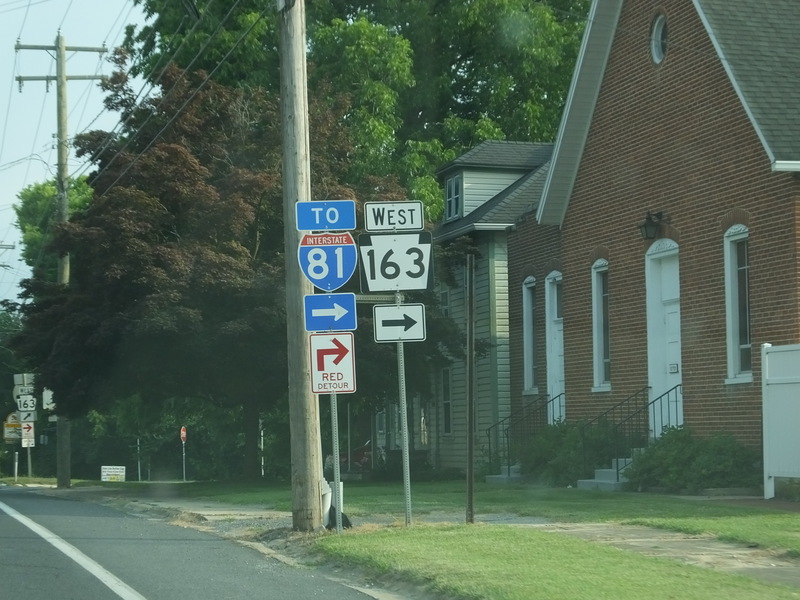 TO
INTERSTATE
81
RED
DETOUR
WEST
163
163